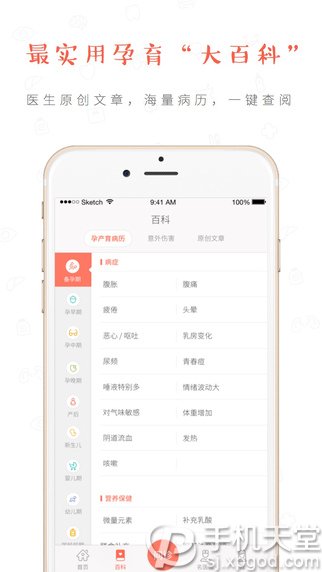 最实用孕育“大百科”
医生原创文章，海量病历，一键查阅
Sketch 9:41 AM 100%
百科
孕产育病历 意外伤害 原创文章
备孕期
孕早期
孕中期
孕晚期
产后
新生儿
婴儿期
幼儿期
病症
腹胀 腹痛
疲倦 头晕
恶心 / 呕吐 乳房变化
尿频 青春痘
唾液特别多 情绪波动大
对气味敏感 体重增加
阴道流血 发热
咳嗽
营养保健
微量元素 补充乳酸
首页 百科
手机天堂
sj.xpgod.com